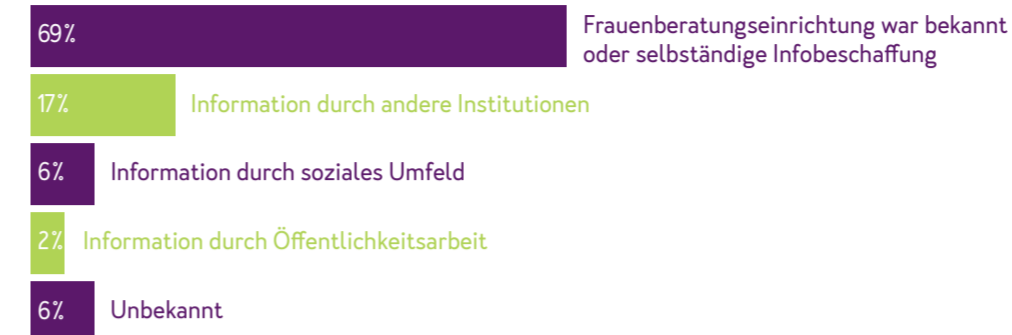 69%
Frauenberatungseinrichtung war bekannt
oder selbständige Infobeschaffung
17%
Information durch andere Institutionen
6%
Information durch soziales Umfeld
2%
Information durch Öffentlichkeitsarbeit
6%
Unbekannt